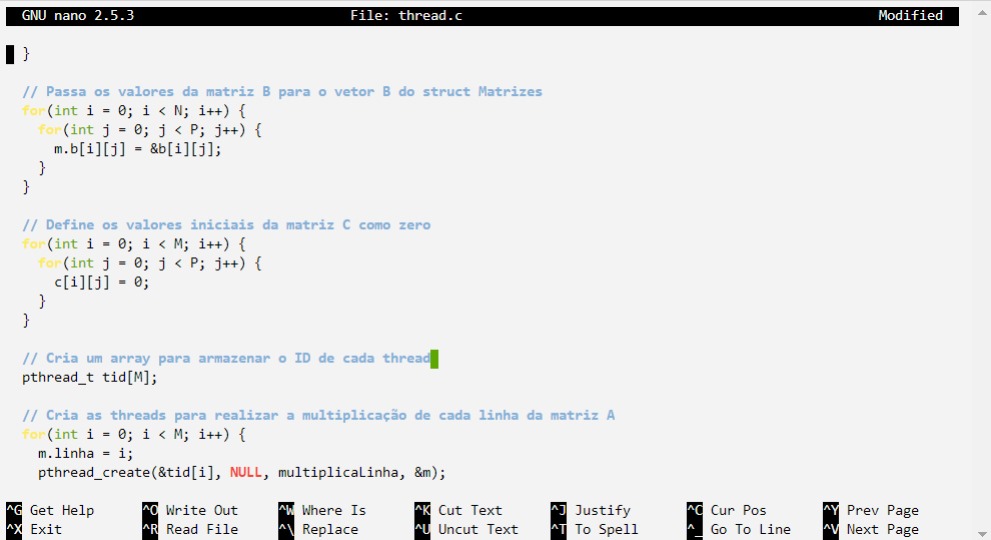 GNU nano 2.5.3 File: thread.c Modified
}
// Passa os valores da matriz B para o vetor B do struct Matrizes
for(int i = 0; i < N; i++) {
for(int j = 0; j < P; j++) {
m.b[i][j] = &b[i][j];
}
}
// Define os valores iniciais da matriz C como zero
for(int i = 0; i < M; i++) {
for(int j = 0; j < P; j++) {
c[i][j] = 0;
}
}
// Cria um array para armazenar o ID de cada thread
pthread_t tid[M];
// Cria as threads para realizar a multiplicação de cada linha da matriz A
for(int i = 0; i < M; i++) {
m.linha = i;
pthread_create(&tid[i], NULL, multiplicaLinha, &m);
^G Get Help ^O Write Out ^W Where Is ^K Cut Text ^J Justify ^C Cur Pos ^Y Prev Page
^X Exit ^R Read File ^\ Replace ^U Uncut Text ^T To Spell ^_ Go To Line ^V Next Page